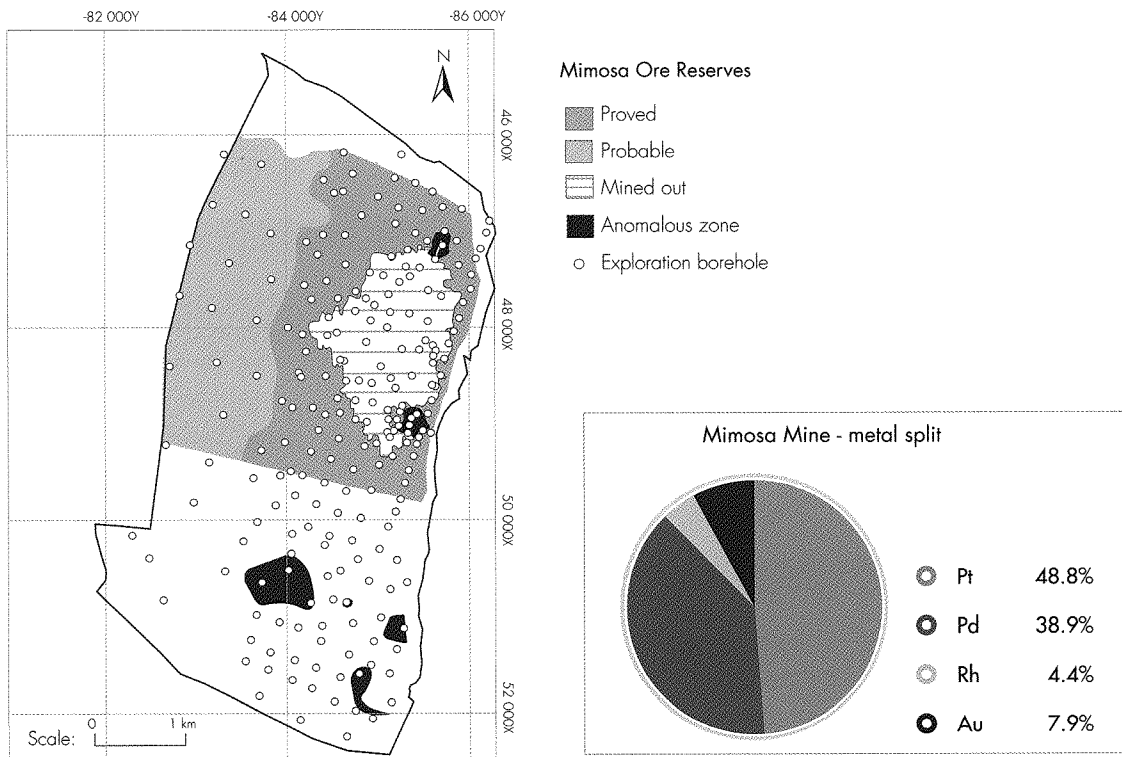 -82 000Y
-84 000Y
-86 000Y
N
46 000X
48 000X
50 000X
52 000X
Scale:
0
1 km
Mimosa Ore Reserves
Proved
Probable
Mined out
Anomalous zone
Exploration borehole
Mimosa Mine - metal split
Pt 48.8%
Pd 38.9%
Rh 4.4%
Au 7.9%